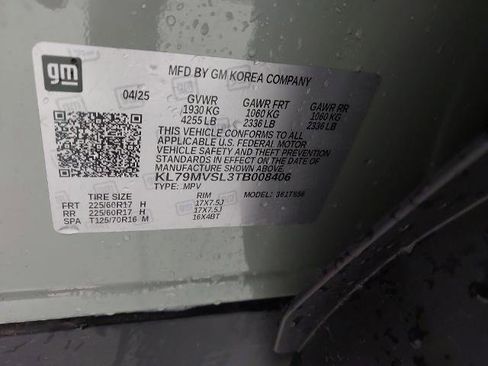 gm
MFD BY GM KOREA COMPANY
04/25 GVWR GAWR FRT GAWR RR
1930 KG 1060 KG 1060 KG
4255 LB 2336 LB 2336 LB
THIS VEHICLE CONFORMS TO ALL
APPLICABLE U.S. FEDERAL MOTOR
VEHICLE SAFETY AND THEFT PREVENTION
STANDARDS IN EFFECT ON THE DATE OF
MANUFACTURE SHOWN ABOVE.
KL79MVSL3TB008406
TYPE: MPV MODEL: 381TS56
TIRE SIZE RIM
FRT 225/60R17 H 17X7.5J
RR 225/60R17 H 17X7.5J
SPA T125/70R16 M 16X4BT